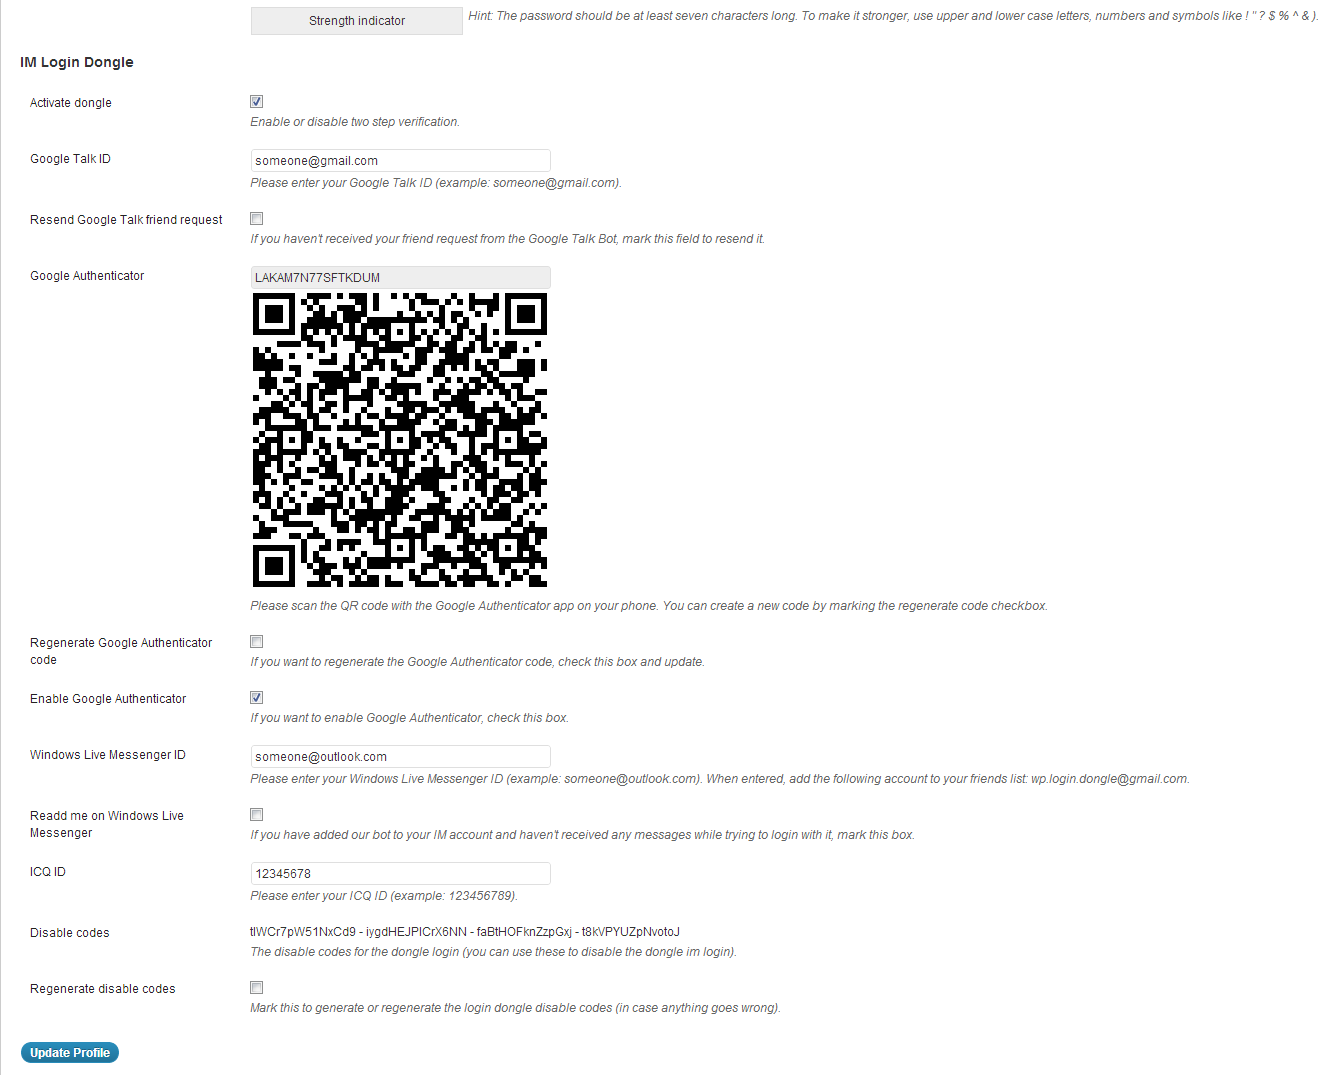 Strength indicator
Hint: The password should be at least seven characters long. To make it stronger, use upper and lower case letters, numbers and symbols like ! " ? $ % ^ & ).
IM Login Dongle
Activate dongle
Enable or disable two step verification.
Google Talk ID
someone@gmail.com
Please enter your Google Talk ID (example: someone@gmail.com).
Resend Google Talk friend request
If you haven't received your friend request from the Google Talk Bot, mark this field to resend it.
Google Authenticator
LAKAM7N77SFTKDUM
Please scan the QR code with the Google Authenticator app on your phone. You can create a new code by marking the regenerate code checkbox.
Regenerate Google Authenticator
code
If you want to regenerate the Google Authenticator code, check this box and update.
Enable Google Authenticator
If you want to enable Google Authenticator, check this box.
Windows Live Messenger ID
someone@outlook.com
Please enter your Windows Live Messenger ID (example: someone@outlook.com). When entered, add the following account to your friends list: wp.login.dongle@gmail.com.
Readd me on Windows Live
Messenger
If you have added our bot to your IM account and haven't received any messages while trying to login with it, mark this box.
ICQ ID
12345678
Please enter your ICQ ID (example: 123456789).
Disable codes
tIWCr7pW51NxCd9 - iygdHEJPICrX6NN - faBtHOFknZzpGxj - t8kVPYUZpNvotoJ
The disable codes for the dongle login (you can use these to disable the dongle im login).
Regenerate disable codes
Mark this to generate or regenerate the login dongle disable codes (in case anything goes wrong).
Update Profile